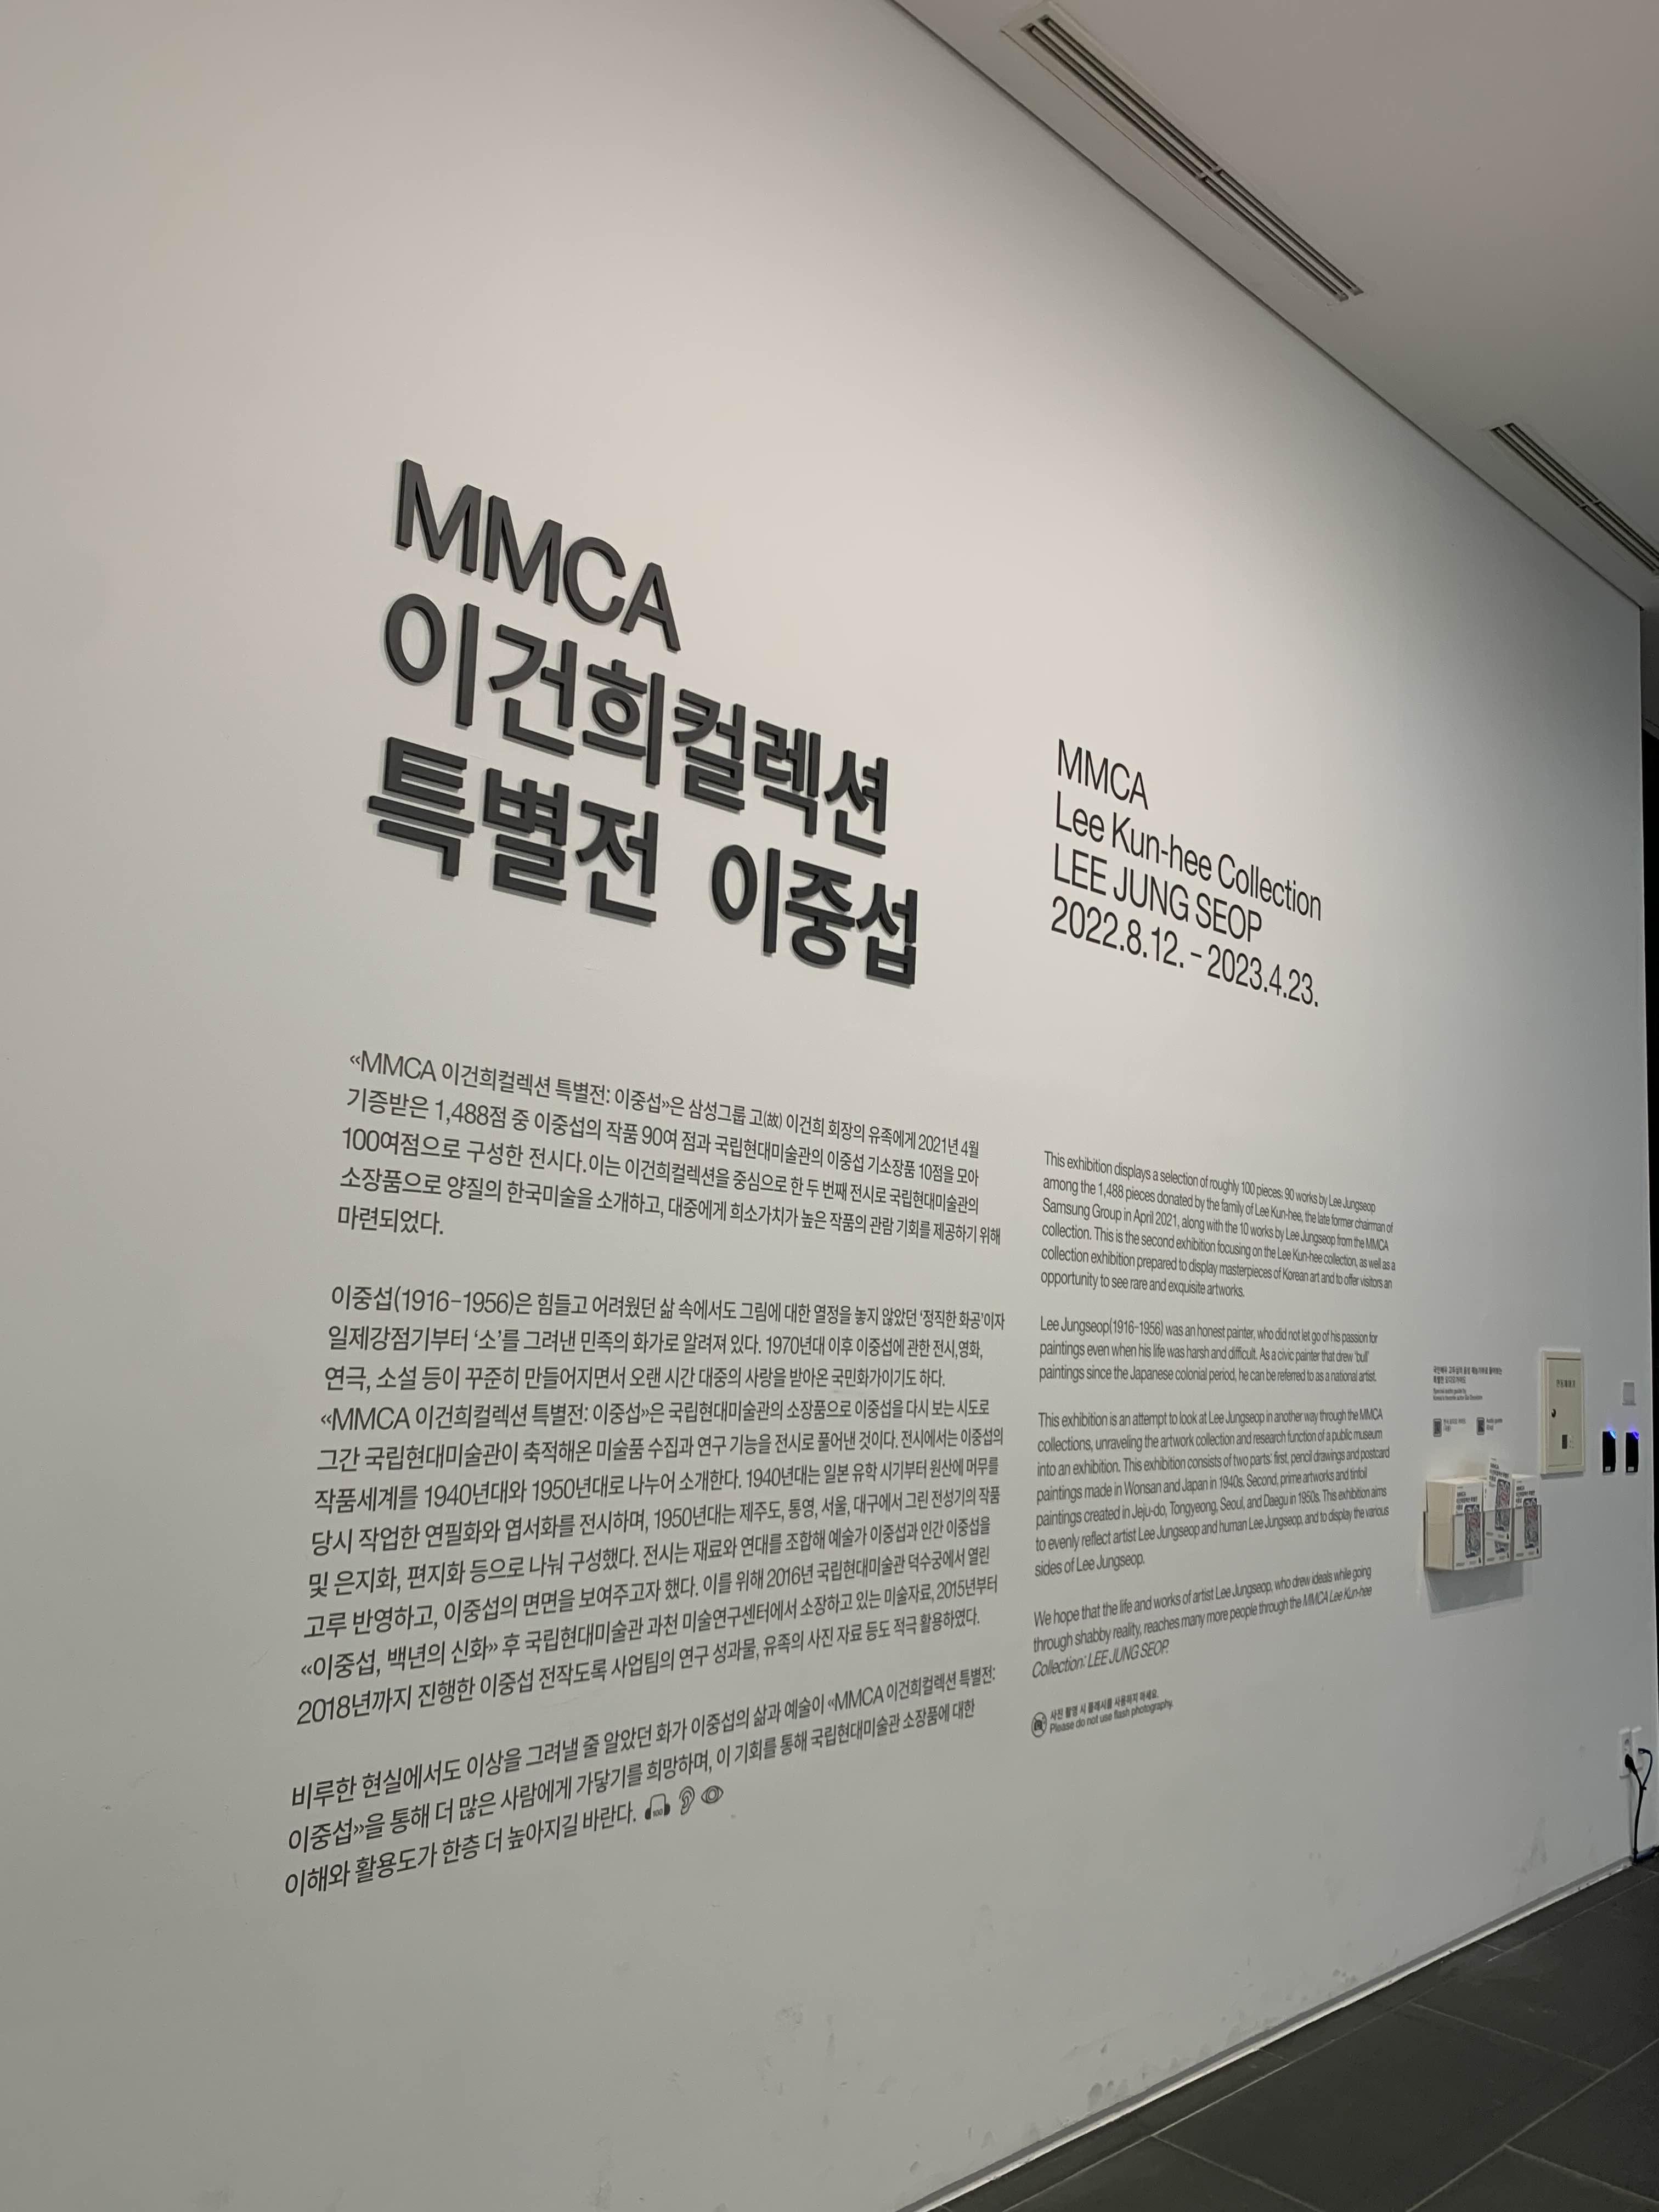 MMCA
이건희컬렉션
특별전 이중섭
MMCA
Lee Kun-hee Collection
LEE JUNG SEOP
2022.8.12. – 2023.4.23.
«MMCA 이건희컬렉션 특별전: 이중섭»은 삼성그룹 고(故) 이건희 회장의 유족에게 2021년 4월
기증받은 1,488점 중 이중섭의 작품 90여 점과 국립현대미술관의 이중섭 기소장품 10점을 모아
100여점으로 구성한 전시다.이는 이건희컬렉션을 중심으로 한 두 번째 전시로 국립현대미술관의
소장품으로 양질의 한국미술을 소개하고, 대중에게 희소가치가 높은 작품의 관람 기회를 제공하기 위해
마련되었다.
이중섭(1916–1956)은 힘들고 어려웠던 삶 속에서도 그림에 대한 열정을 놓지 않았던 ‘정직한 화공’이자
일제강점기부터 ‘소’를 그려낸 민족의 화가로 알려져 있다. 1970년대 이후 이중섭에 관한 전시,영화,
연극, 소설 등이 꾸준히 만들어지면서 오랜 시간 대중의 사랑을 받아온 국민화가이기도 하다.
«MMCA 이건희컬렉션 특별전: 이중섭»은 국립현대미술관의 소장품으로 이중섭을 다시 보는 시도로
그간 국립현대미술관이 축적해온 미술품 수집과 연구 기능을 전시로 풀어낸 것이다. 전시에서는 이중섭의
작품세계를 1940년대와 1950년대로 나누어 소개한다. 1940년대는 일본 유학 시기부터 원산에 머무를
당시 작업한 연필화와 엽서화를 전시하며, 1950년대는 제주도, 통영, 서울, 대구에서 그린 전성기의 작품
및 은지화, 편지화 등으로 나눠 구성했다. 전시는 재료와 연대를 조합해 예술가 이중섭과 인간 이중섭을
고루 반영하고, 이중섭의 면면을 보여주고자 했다. 이를 위해 2016년 국립현대미술관 덕수궁에서 열린
«이중섭, 백년의 신화» 후 국립현대미술관 과천 미술연구센터에서 소장하고 있는 미술자료, 2015년부터
2018년까지 진행한 이중섭 전작도록 사업팀의 연구 성과물, 유족의 사진 자료 등도 적극 활용하였다.
비루한 현실에서도 이상을 그려낼 줄 알았던 화가 이중섭의 삶과 예술이 «MMCA 이건희컬렉션 특별전:
이중섭»을 통해 더 많은 사람에게 가닿기를 희망하며, 이 기회를 통해 국립현대미술관 소장품에 대한
이해와 활용도가 한층 더 높아지길 바란다.
This exhibition displays a selection of roughly 100 pieces: 90 works by Lee Jungseop
among the 1,488 pieces donated by the family of Lee Kun-hee, the late former chairman of
Samsung Group in April 2021, along with the 10 works by Lee Jungseop from the MMCA
collection. This is the second exhibition focusing on the Lee Kun-hee collection, as well as a
collection exhibition prepared to display masterpieces of Korean art and to offer visitors an
opportunity to see rare and exquisite artworks.
Lee Jungseop(1916–1956) was an honest painter, who did not let go of his passion for
paintings even when his life was harsh and difficult. As a civic painter that drew ‘bull’
paintings since the Japanese colonial period, he can be referred to as a national artist.
This exhibition is an attempt to look at Lee Jungseop in another way through the MMCA
collections, unraveling the artwork collection and research function of a public museum
into an exhibition. This exhibition consists of two parts: first, pencil drawings and postcard
paintings made in Wonsan and Japan in 1940s. Second, prime artworks and tinfoil
paintings created in Jeju-do, Tongyeong, Seoul, and Daegu in 1950s. This exhibition aims
to evenly reflect artist Lee Jungseop and human Lee Jungseop, and to display the various
sides of Lee Jungseop.
We hope that the life and works of artist Lee Jungseop, who drew ideals while going
through shabby reality, reaches many more people through the MMCA Lee Kun-hee
Collection: LEE JUNG SEOP.
사진 촬영 시 플래시를 사용하지 마세요.
Please do not use flash photography.